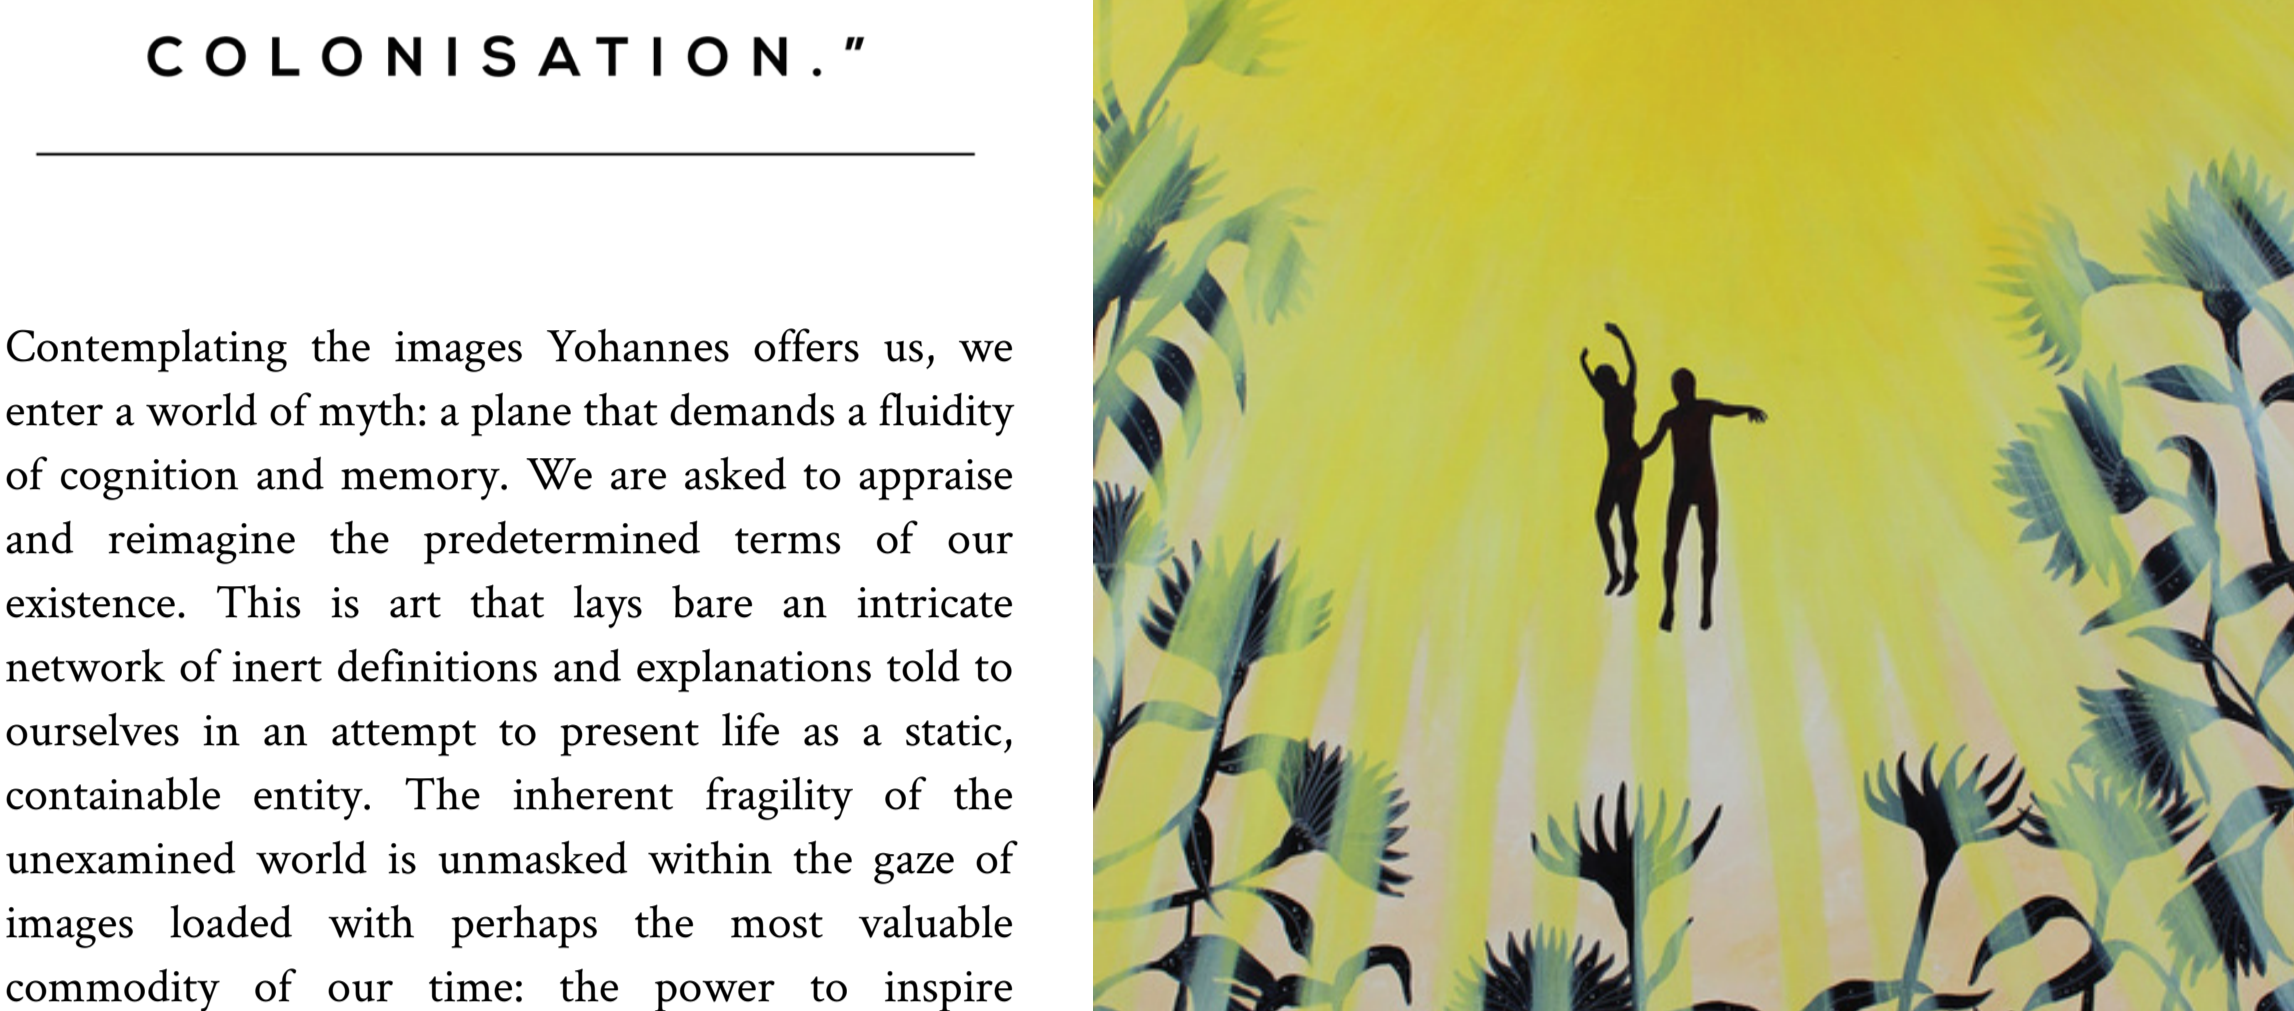 COLONISATION."
Contemplating the images Yohannes offers us, we
enter a world of myth: a plane that demands a fluidity
of cognition and memory. We are asked to appraise
and reimagine the predetermined terms of our
existence. This is art that lays bare an intricate
network of inert definitions and explanations told to
ourselves in an attempt to present life as a static,
containable entity. The inherent fragility of the
unexamined world is unmasked within the gaze of
images loaded with perhaps the most valuable
commodity of our time: the power to inspire